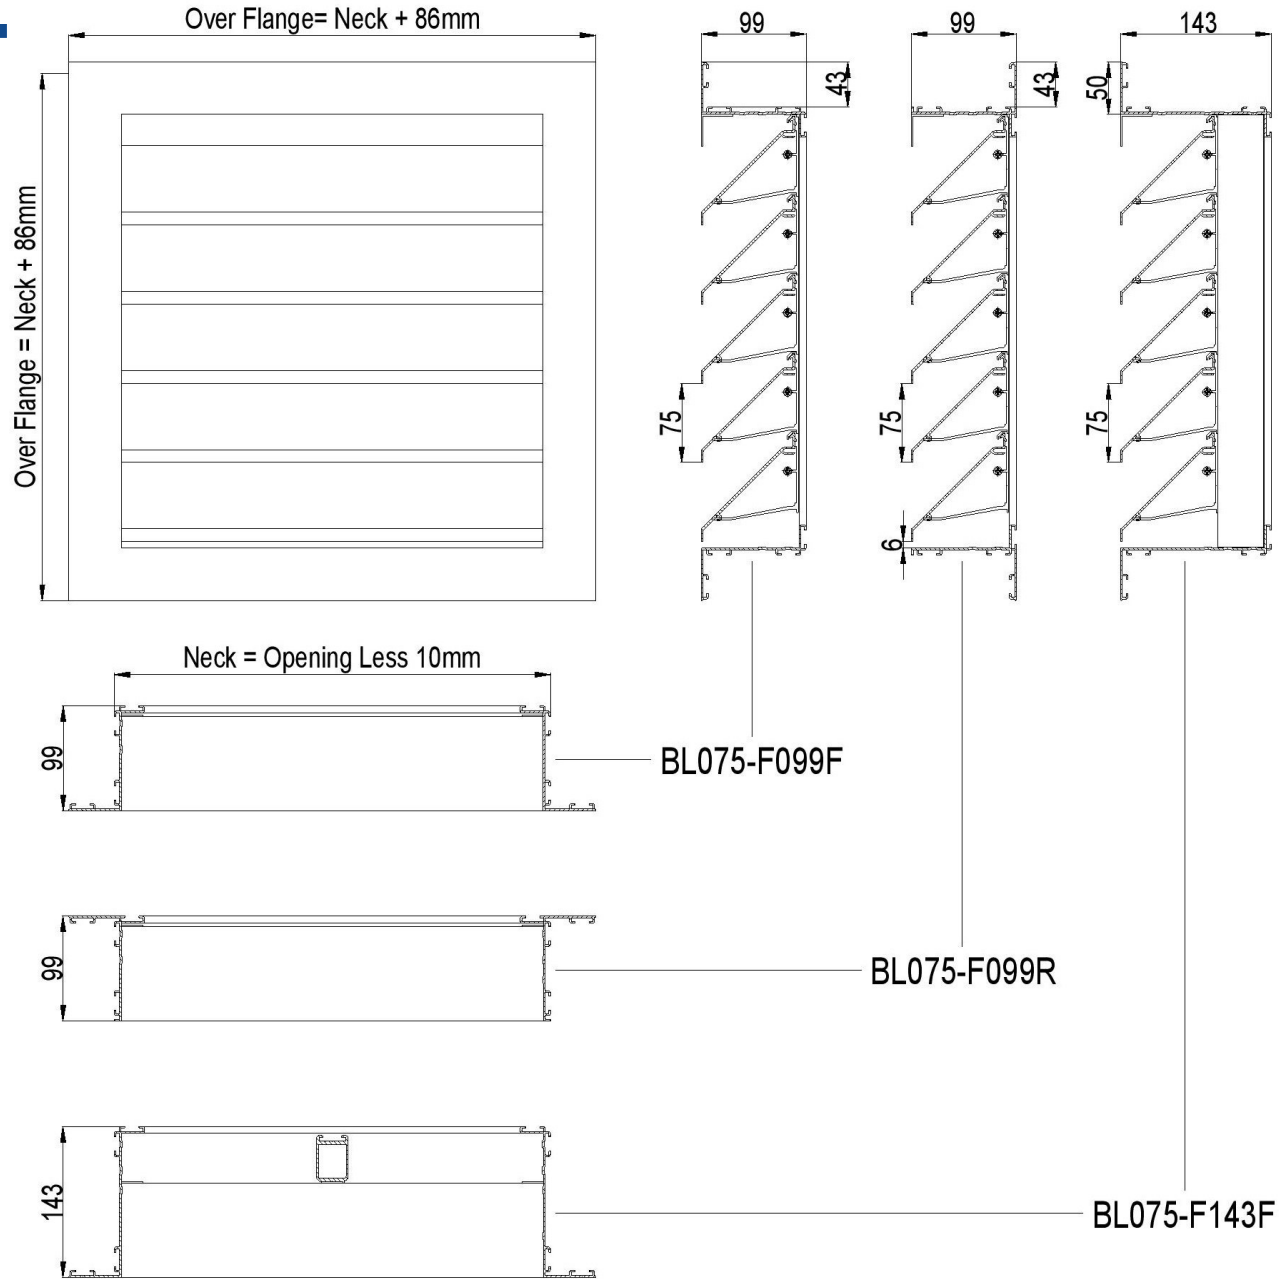 Over Flange= Neck + 86mm
99
99
143
43
43
50
Over Flange = Neck + 86mm
75
75
75
6
Neck = Opening Less 10mm
99
BL075-F099F
99
BL075-F099R
143
BL075-F143F